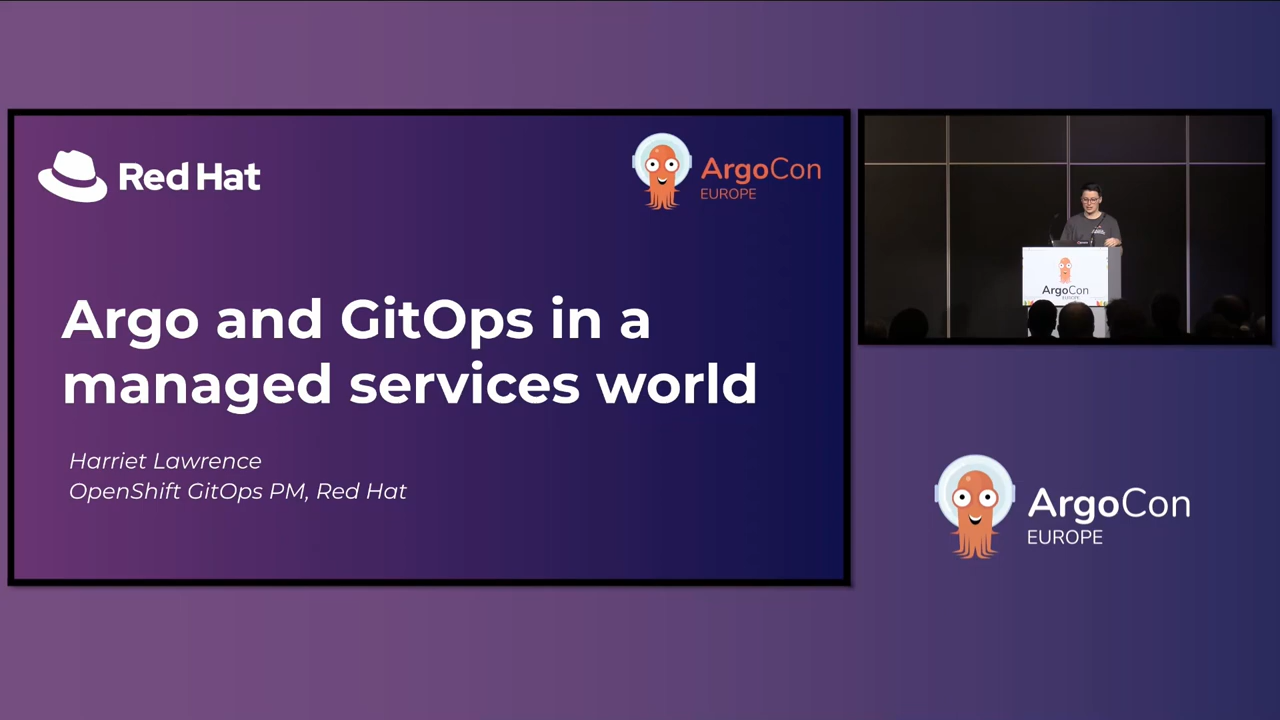 Red Hat
ArgoCon
EUROPE
Argo and GitOps in a
managed services world
Harriet Lawrence
OpenShift GitOps PM, Red Hat
ArgoCon
EUROPE
ArgoCon
EUROPE